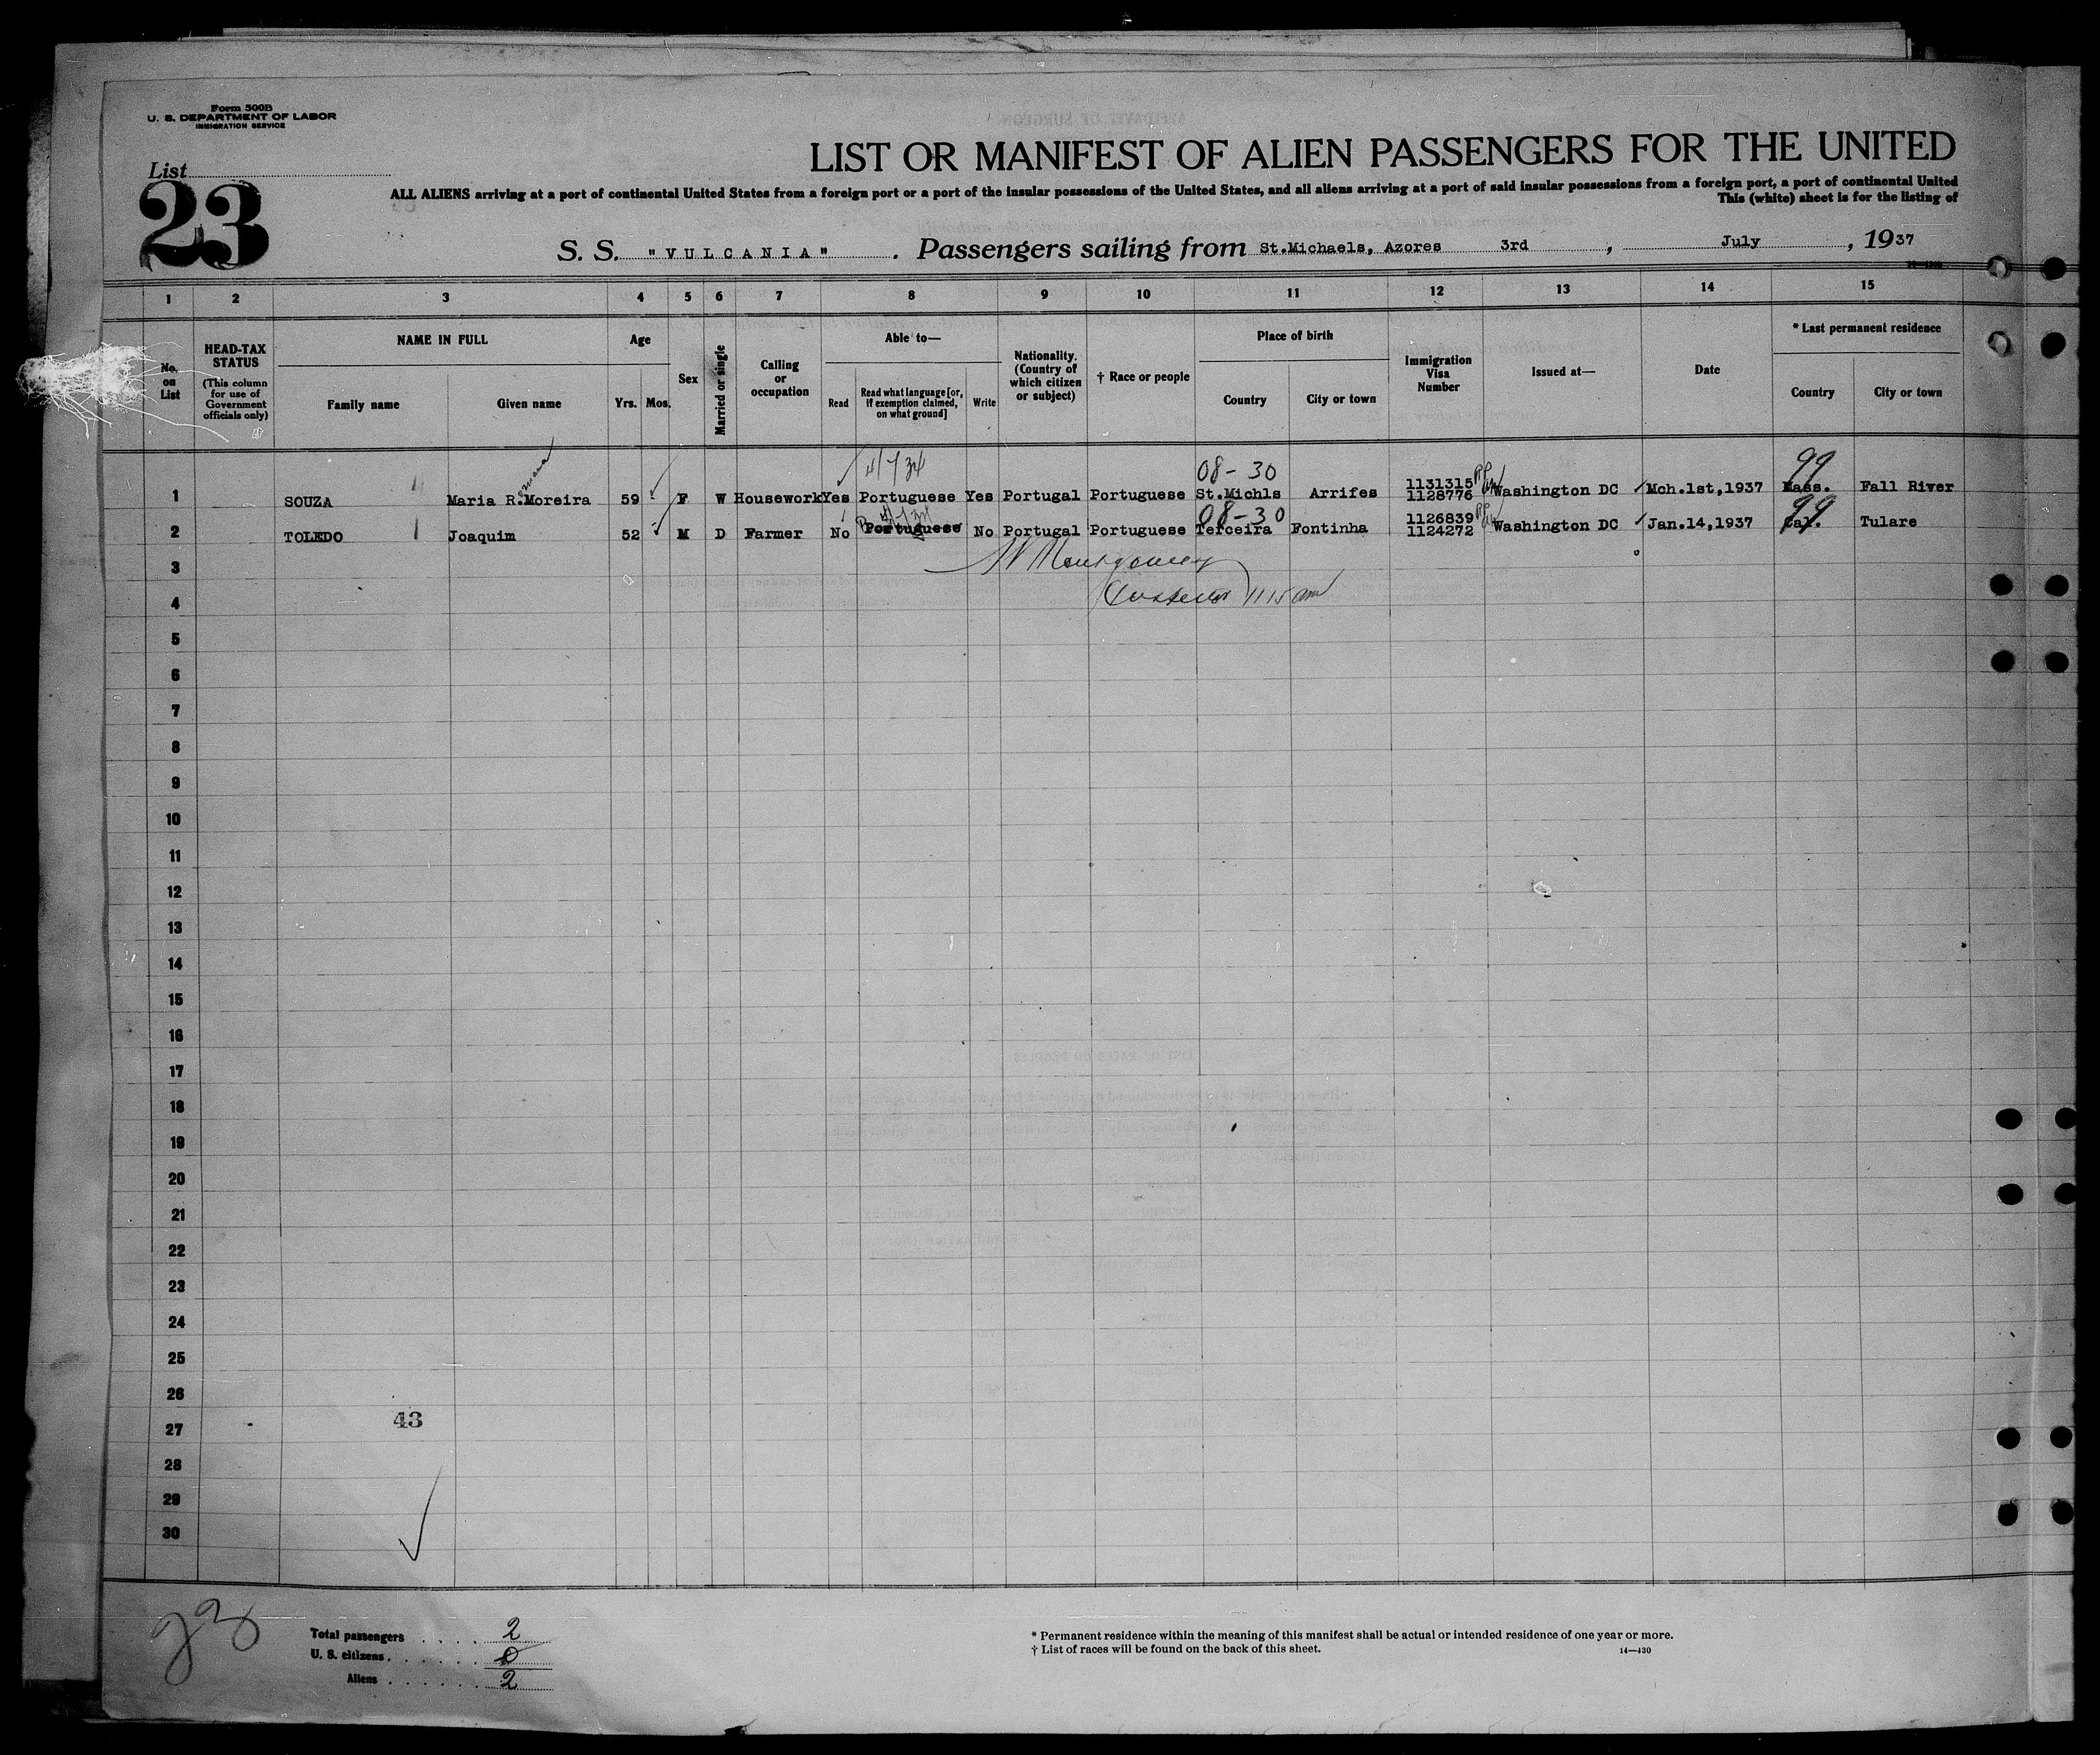 Form 500B
U. S. DEPARTMENT OF LABOR
IMMIGRATION SERVICE
List
23
LIST OR MANIFEST OF ALIEN PASSENGERS FOR THE UNITED
ALL ALIENS arriving at a port of continental United States from a foreign port or a port of the insular possessions of the United States, and all aliens arriving at a port of said insular possessions from a foreign port, a port of continental United
This (white) sheet is for the listing of
S. S. "VULCANIA" . Passengers sailing from St.Michaels, Azores 3rd , July , 1937
1 2 3 4 5 6 7 8 9 10 11 12 13 14 15
No. on List
HEAD-TAX STATUS
(This column for use of Government officials only)
NAME IN FULL
Family name Given name
Age
Yrs. Mos.
Sex
Married or single
Calling or occupation
Able to—
Read Read what language [or, if exemption claimed, on what ground] Write
Nationality. (Country of which citizen or subject)
† Race or people
Place of birth
Country City or town
Immigration Visa Number
Issued at—
Date
* Last permanent residence
Country City or town
08-30 99
1 SOUZA Maria R.Moreira 59 F W Housework Yes Portuguese Yes Portugal Portuguese St.Michls Arrifes 1131315 1128776 Washington DC Mch.1st,1937 Mass. Fall River
08-30 99
2 TOLEDO Joaquim 52 M D Farmer No Portuguese No Portugal Portuguese Terceira Fontinha 1126839 1124272 Washington DC Jan.14,1937 Cal. Tulare
3 Montgomery
4 11 15 am
5
6
7
8
9
10
11
12
13
14
15
16
17
18
19
20
21
22
23
24
25
26
43
27
28
29
30
Total passengers . . . . . 2
U. S. citizens . . . . . . 0
Aliens . . . . . . 2
* Permanent residence within the meaning of this manifest shall be actual or intended residence of one year or more.
† List of races will be found on the back of this sheet. 14—430